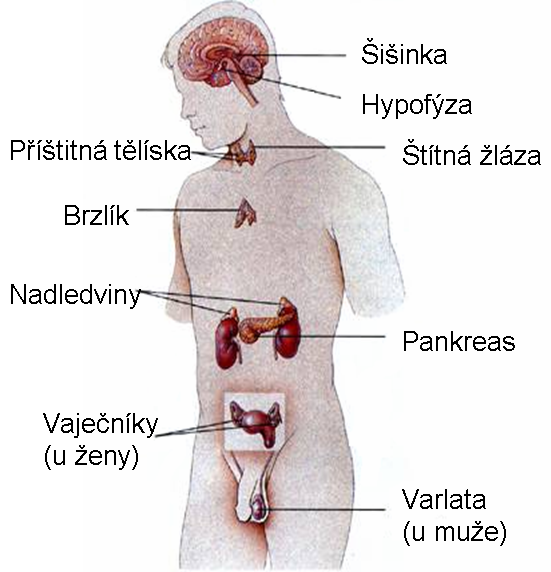 Šišinka
Hypofýza
Příštitná tělíska
Štítná žláza
Brzlík
Nadledviny
Pankreas
Vaječníky
(u ženy)
Varlata
(u muže)